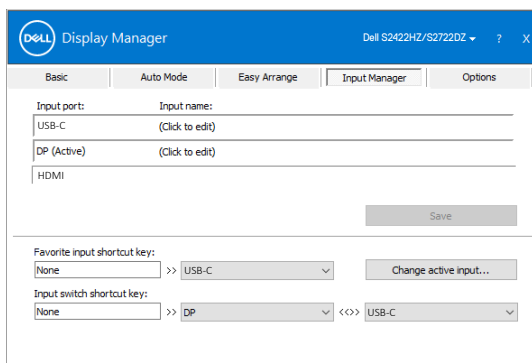 DELL Display Manager Dell S2422HZ/S2722DZ ? X
Basic Auto Mode Easy Arrange Input Manager Options
Input port: Input name:
USB-C (Click to edit)
DP (Active) (Click to edit)
HDMI
Save
Favorite input shortcut key:
None >> USB-C Change active input...
Input switch shortcut key:
None >> DP <<>> USB-C